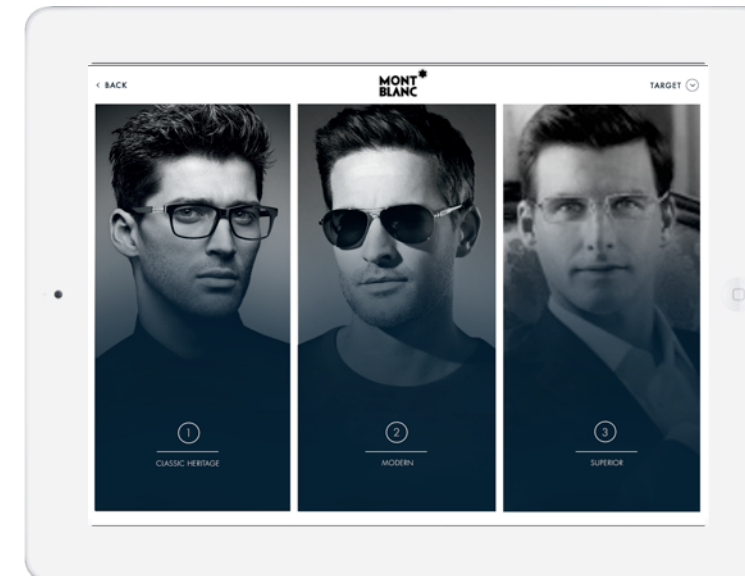 < BACK
MONT
BLANC
TARGET
1
2
3
CLASSIC HERITAGE
MODERN
SUPERIOR